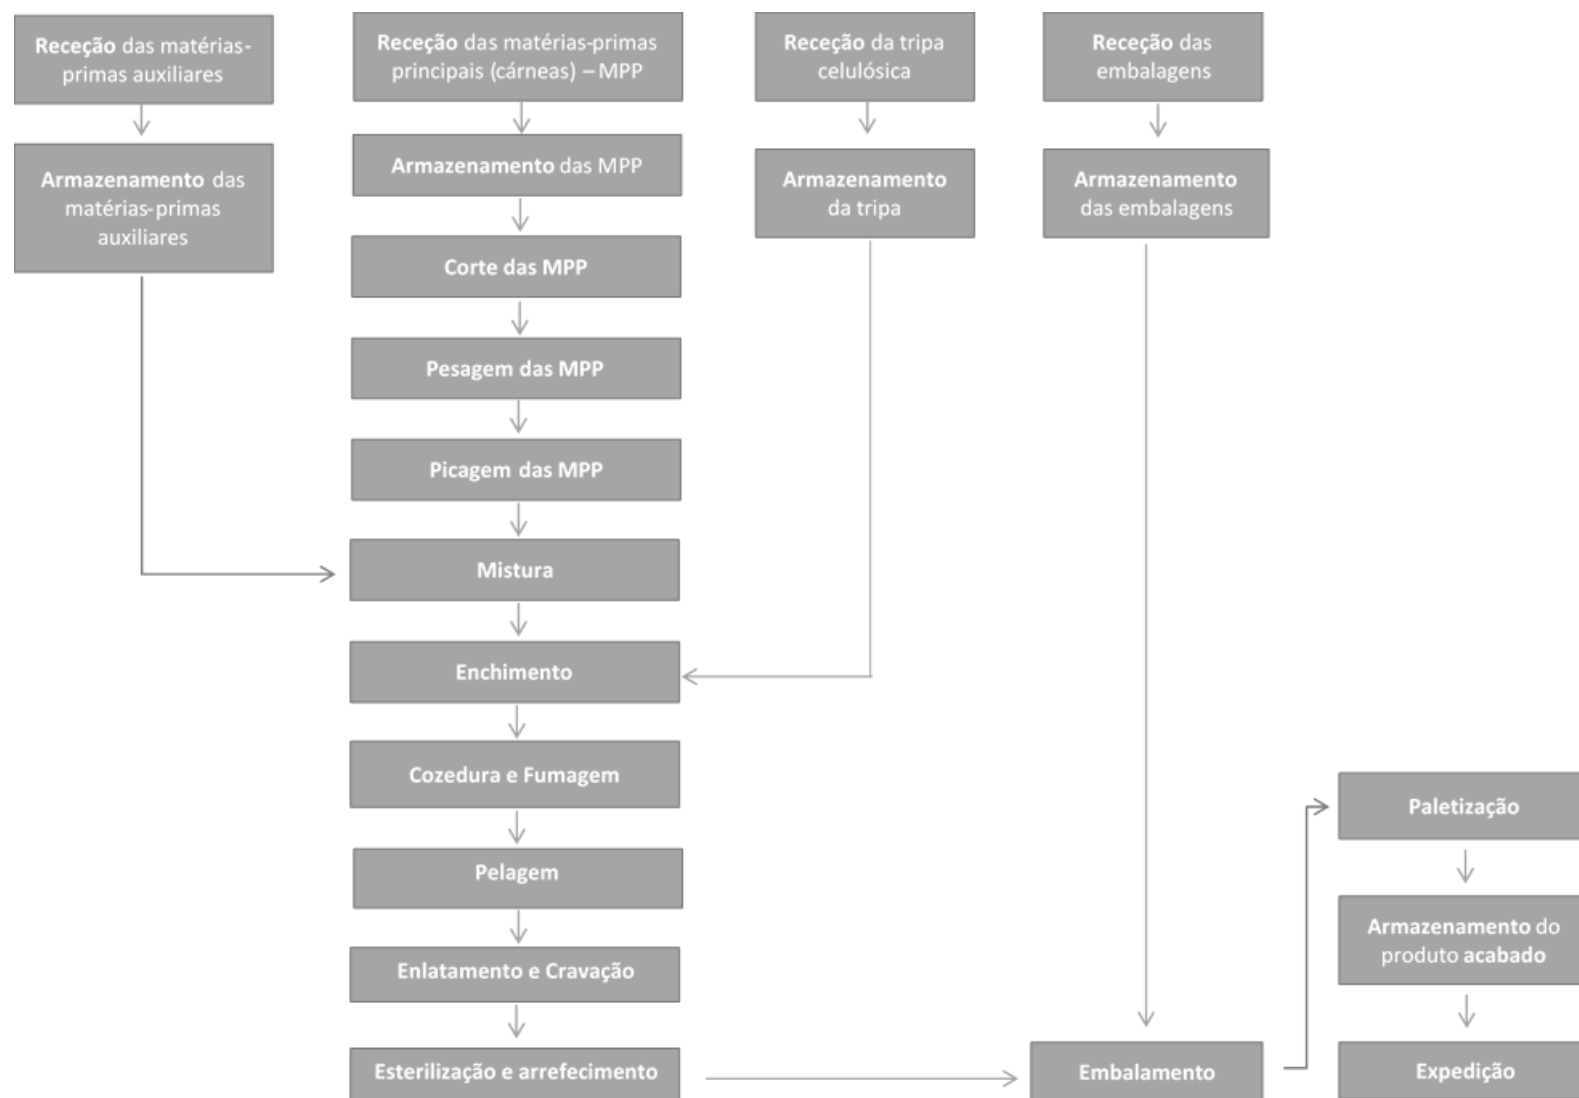 Receção das matérias-
primas auxiliares
Armazenamento das
matérias-primas
auxiliares
Receção das matérias-primas
principais (cárneas) – MPP
Armazenamento das MPP
Corte das MPP
Pesagem das MPP
Picagem das MPP
Mistura
Enchimento
Cozedura e Fumagem
Pelagem
Enlatamento e Cravação
Esterilização e arrefecimento
Receção da tripa
celulósica
Armazenamento
da tripa
Receção das
embalagens
Armazenamento
das embalagens
Embalamento
Paletização
Armazenamento do
produto acabado
Expedição